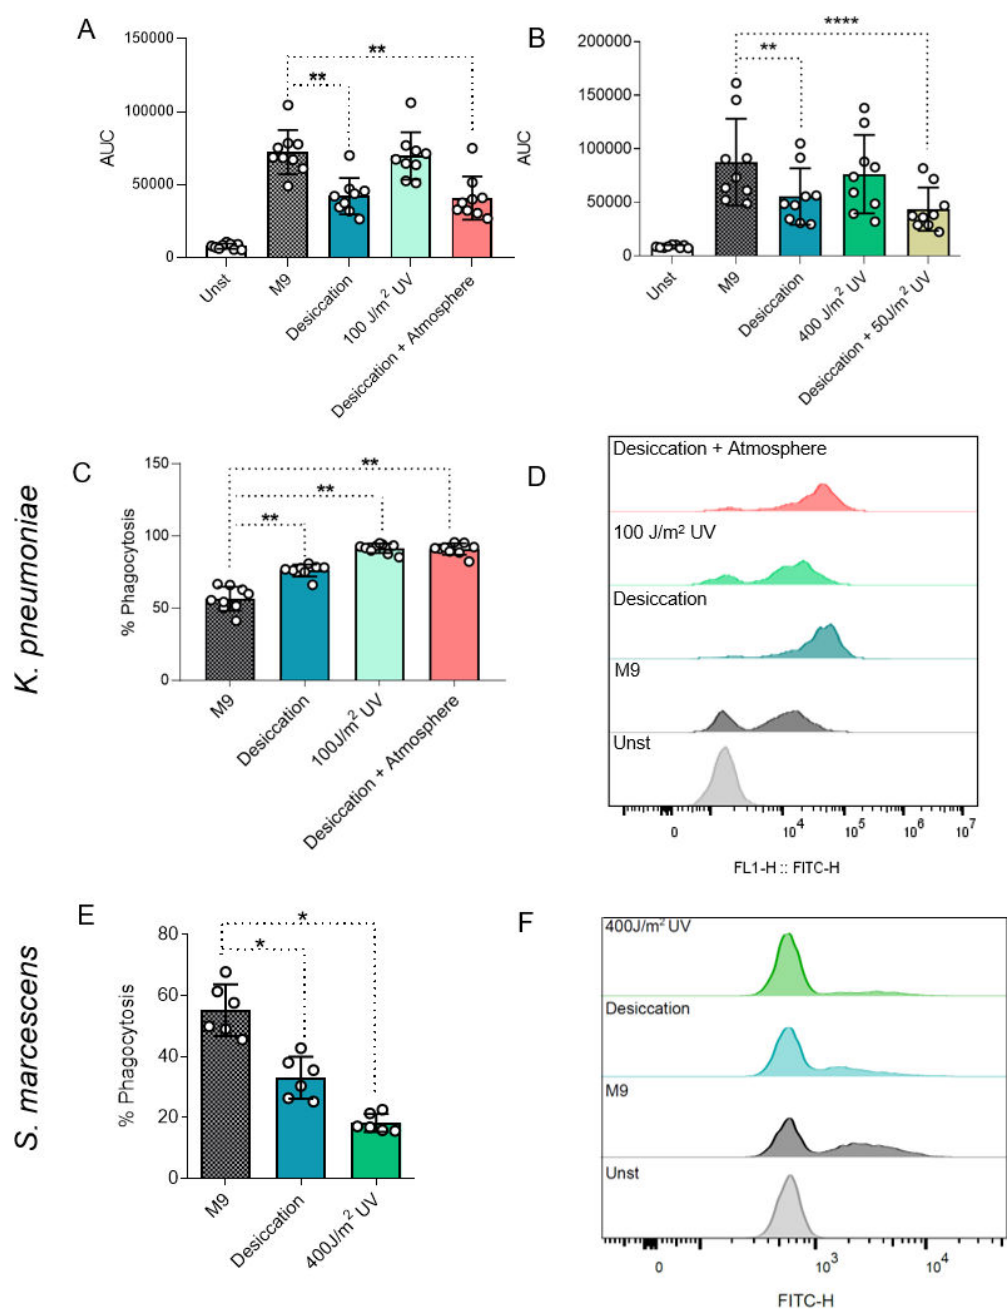 A
150000
100000
50000
0
AUC
**
**
Unst
M9
Desiccation
100 J/m² UV
Desiccation + Atmosphere
B
200000
150000
100000
50000
0
AUC
****
**
Unst
M9
Desiccation
400 J/m² UV
Desiccation + 50J/m² UV
K. pneumoniae
C
150
100
50
0
% Phagocytosis
**
**
**
M9
Desiccation
100J/m² UV
Desiccation + Atmosphere
D
Desiccation + Atmosphere
100 J/m² UV
Desiccation
M9
Unst
0 10⁴ 10⁵ 10⁶ 10⁷
FL1-H :: FITC-H
S. marcescens
E
80
60
40
20
0
% Phagocytosis
*
*
M9
Desiccation
400J/m² UV
F
400J/m² UV
Desiccation
M9
Unst
0 10³ 10⁴
FITC-H